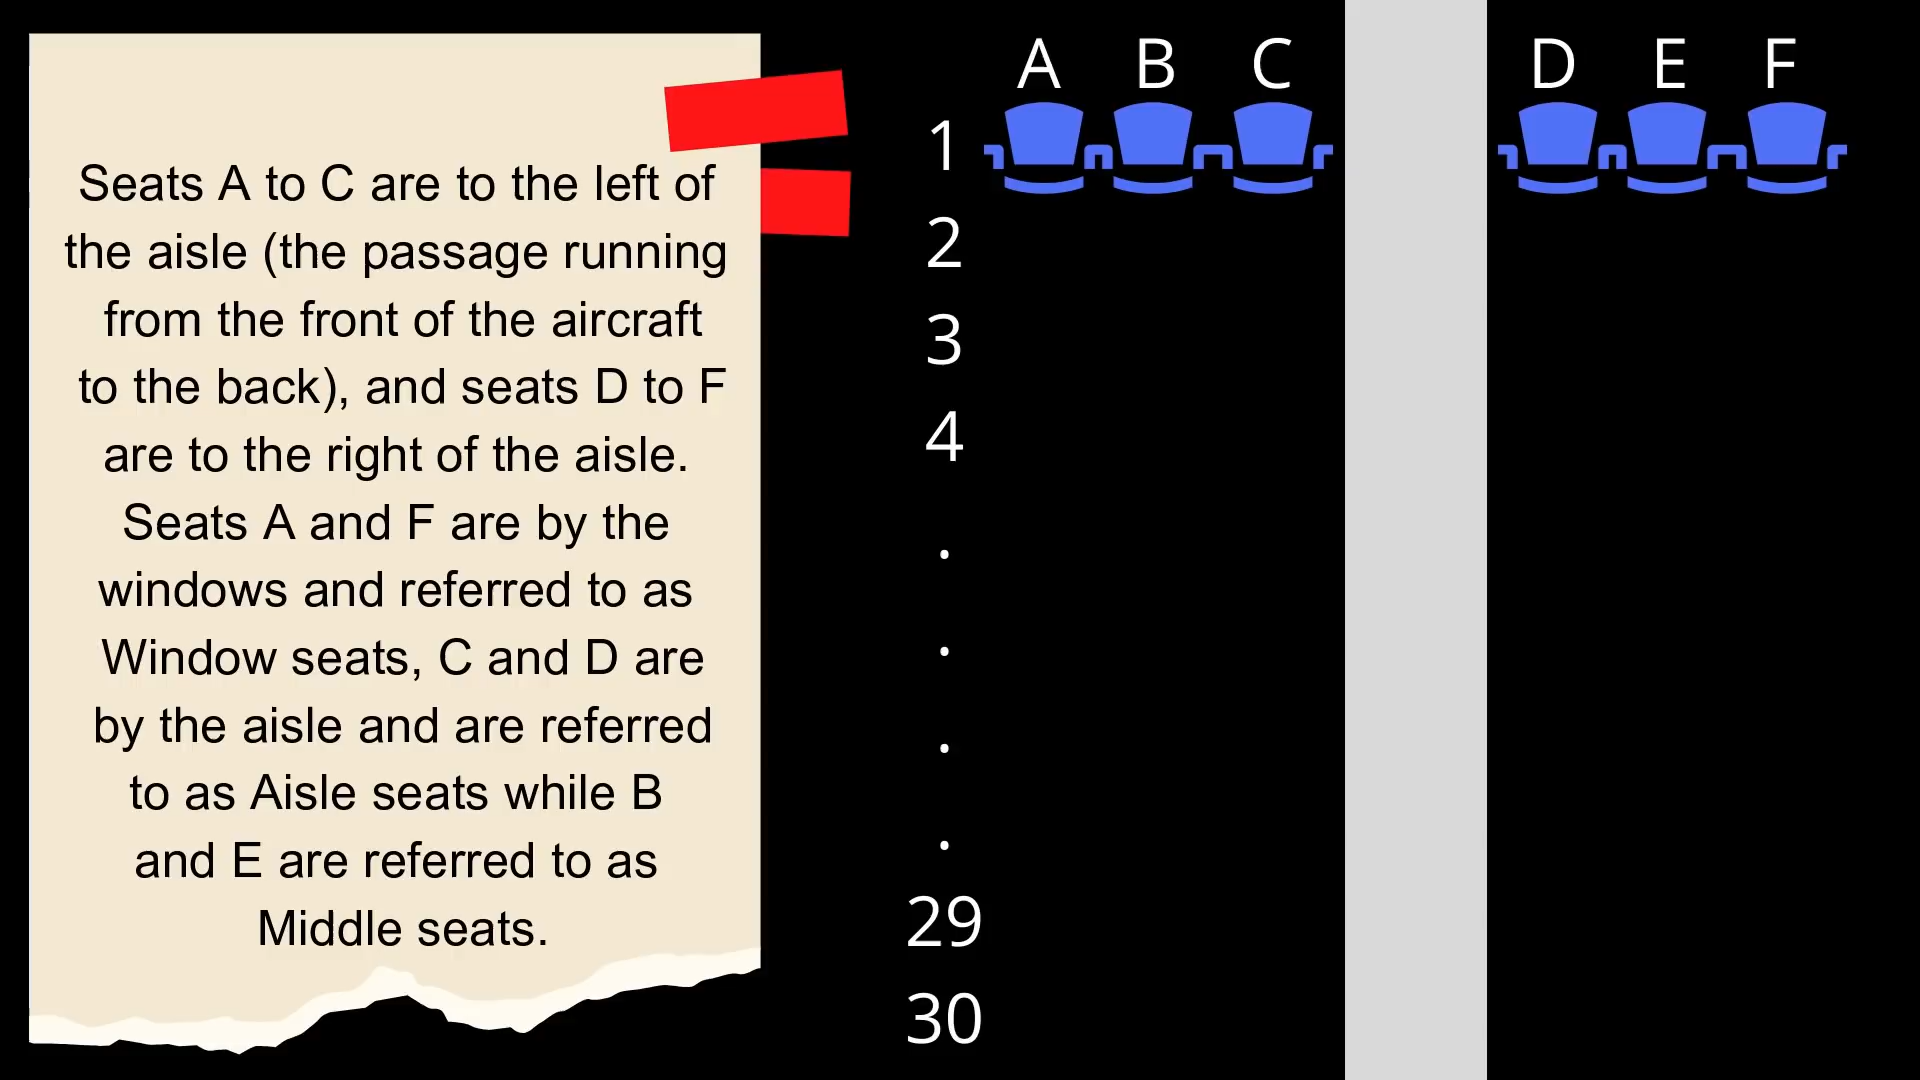 Seats A to C are to the left of
the aisle (the passage running
from the front of the aircraft
to the back), and seats D to F
are to the right of the aisle.
Seats A and F are by the
windows and referred to as
Window seats, C and D are
by the aisle and are referred
to as Aisle seats while B
and E are referred to as
Middle seats.
A B C D E F
1
2
3
4
.
.
.
.
29
30